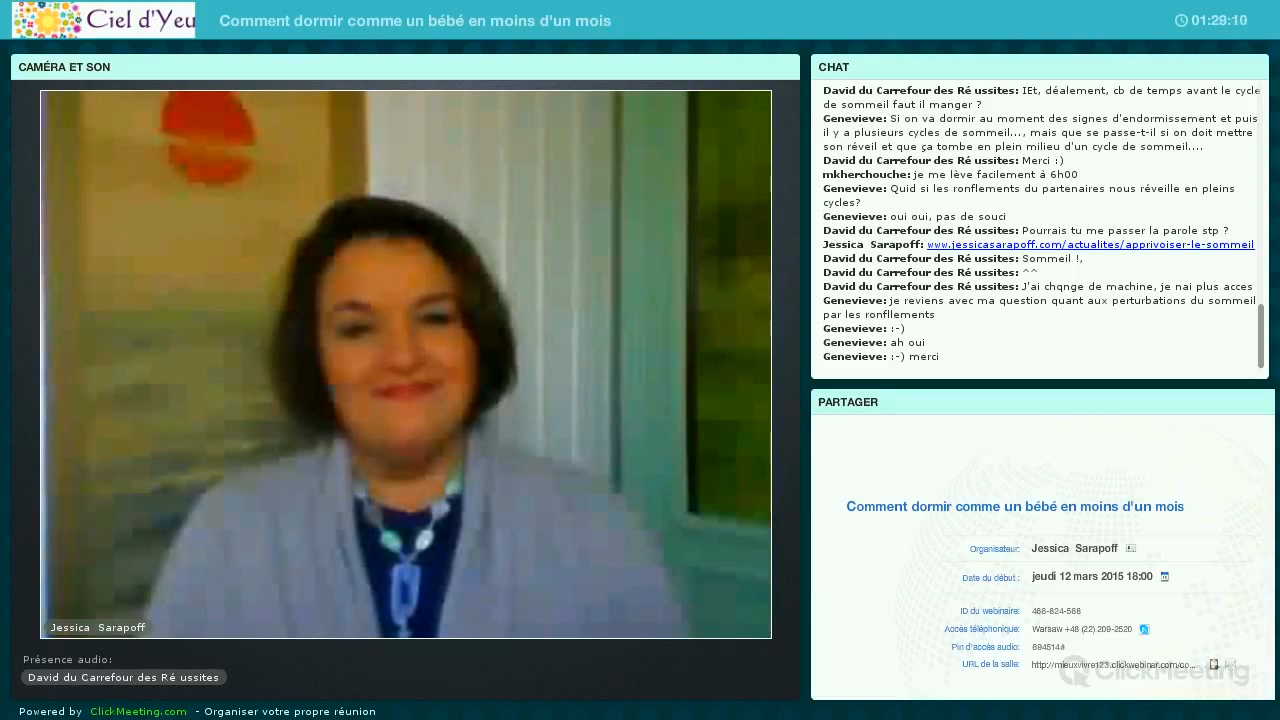 Ciel d'Yeu
Comment dormir comme un bébé en moins d'un mois
01:29:10
CAMÉRA ET SON
Jessica Sarapoff
Présence audio:
David du Carrefour des Ré ussites
CHAT
David du Carrefour des Ré ussites: IEt, déalement, cb de temps avant le cycle
de sommeil faut il manger ?
Genevieve: Si on va dormir au moment des signes d'endormissement et puis
il y a plusieurs cycles de sommeil..., mais que se passe-t-il si on doit mettre
son réveil et que ça tombe en plein milieu d'un cycle de sommeil....
David du Carrefour des Ré ussites: Merci :)
mkherchouche: je me lève facilement à 6h00
Genevieve: Quid si les ronflements du partenaires nous réveille en pleins
cycles?
Genevieve: oui oui, pas de souci
David du Carrefour des Ré ussites: Pourrais tu me passer la parole stp ?
Jessica Sarapoff: www.jessicasarapoff.com/actualites/apprivoiser-le-sommeil
David du Carrefour des Ré ussites: Sommeil !,
David du Carrefour des Ré ussites: ^^
David du Carrefour des Ré ussites: J'ai chqnge de machine, je nai plus acces
Genevieve: je reviens avec ma question quant aux perturbations du sommeil
par les ronfllements
Genevieve: :-)
Genevieve: ah oui
Genevieve: :-) merci
PARTAGER
Comment dormir comme un bébé en moins d'un mois
Organisateur: Jessica Sarapoff
Date du début : jeudi 12 mars 2015 18:00
ID du webinaire: 466-824-568
Accès téléphonique: Warsaw +48 (22) 209-2520
Pin d'accès audio: 694514#
URL de la salle: http://mieuxvivre123.clickwebinar.com/co...
ClickMeeting
Powered by ClickMeeting.com - Organiser votre propre réunion